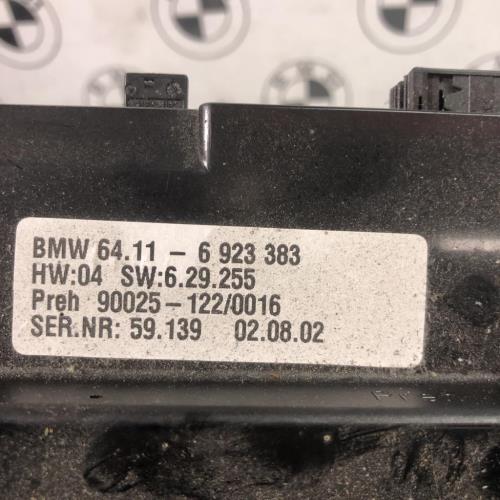 BMW 64.11 - 6 923 383
HW:04 SW:6.29.255
Preh 90025-122/0016
SER.NR: 59.139 02.08.02